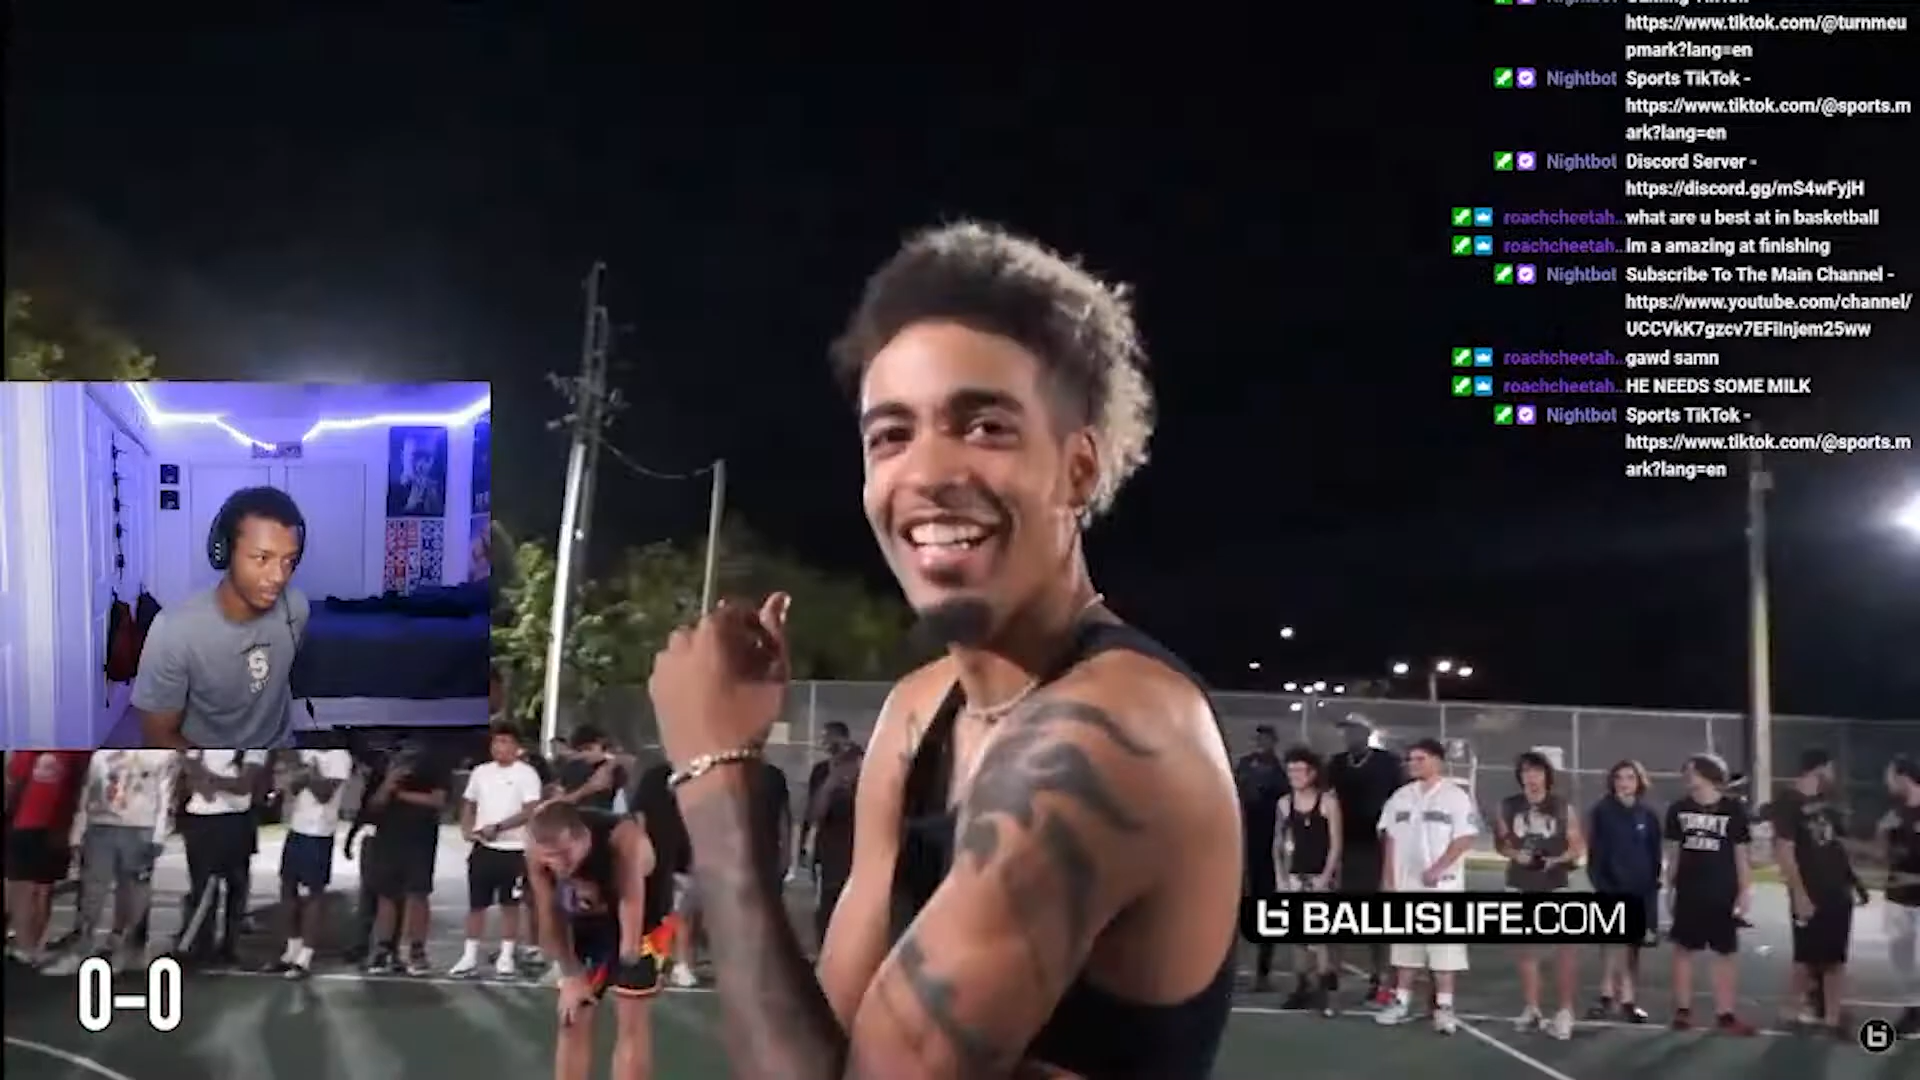 https://www.tiktok.com/@turnmeu
pmark?lang=en
Nightbot Sports TikTok -
https://www.tiktok.com/@sports.m
ark?lang=en
Nightbot Discord Server -
https://discord.gg/mS4wFyjH
roachcheetah.. what are u best at in basketball
roachcheetah.. Im a amazing at finishing
Nightbot Subscribe To The Main Channel -
https://www.youtube.com/channel/
UCCVkK7gzcv7EFiInjem25ww
roachcheetah.. gawd samn
roachcheetah.. HE NEEDS SOME MILK
Nightbot Sports TikTok -
https://www.tiktok.com/@sports.m
ark?lang=en
TOMMY
JEANS
BALLISLIFE.COM
0-0